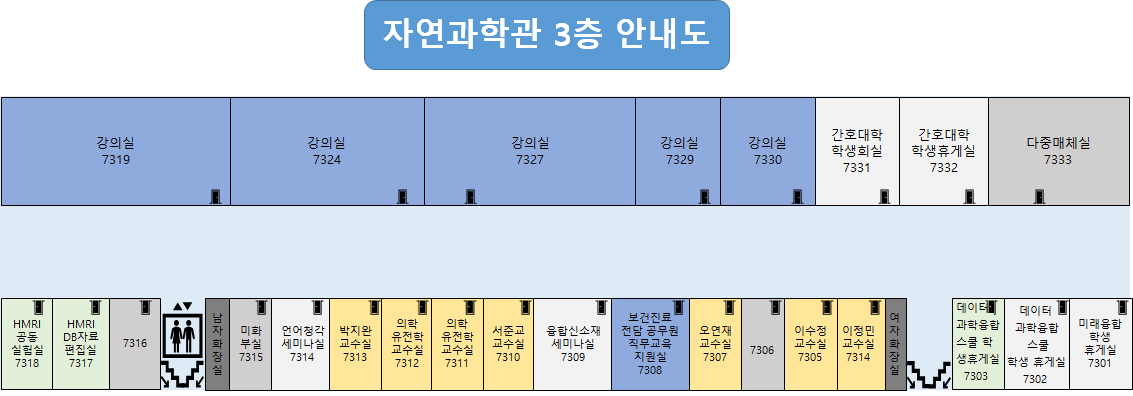 자연과학관 3층 안내도
강의실
7319
강의실
7324
강의실
7327
강의실
7329
강의실
7330
간호대학
학생회실
7331
간호대학
학생휴게실
7332
다중매체실
7333
HMRI
공동
실험실
7318
HMRI
DB자료
편집실
7317
7316
남
자
화
장
실
미화
부실
7315
언어청각
세미나실
7314
박지완
교수실
7313
의학
유전학
교수실
7312
의학
유전학
교수실
7311
서준교
교수실
7310
융합신소재
세미나실
7309
보건진료
전담 공무원
직무교육
지원실
7308
오연재
교수실
7307
7306
이수정
교수실
7305
이정민
교수실
7314
여
자
화
장
실
데이터
과학융합
스쿨 학
생휴게실
7303
데이터
과학융합
스쿨
학생 휴게실
7302
미래융합
학생
휴게실
7301